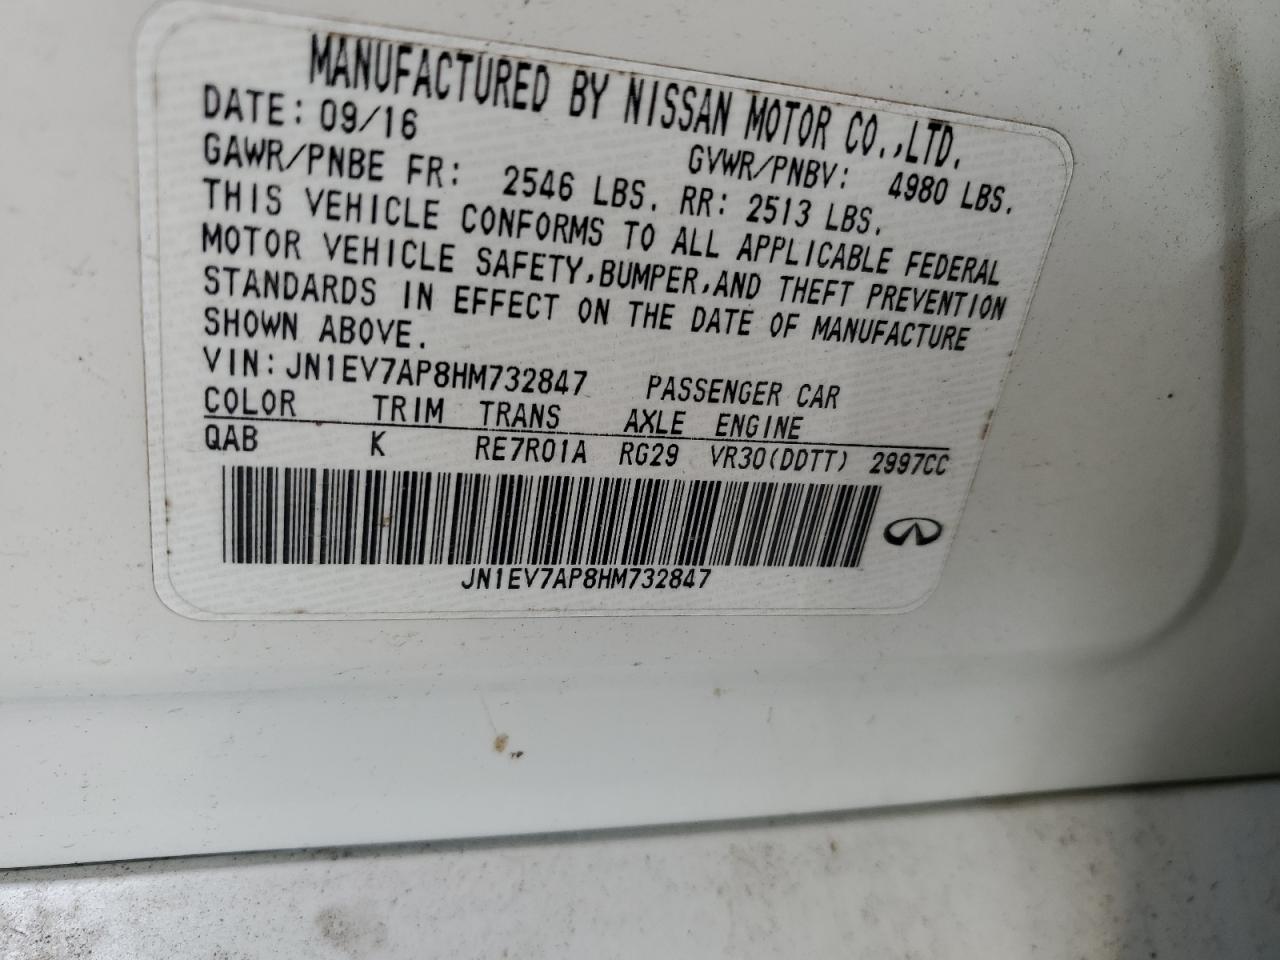 MANUFACTURED BY NISSAN MOTOR CO.,LTD.
DATE: 09/16 GVWR/PNBV: 4980 LBS.
GAWR/PNBE FR: 2546 LBS. RR: 2513 LBS.
THIS VEHICLE CONFORMS TO ALL APPLICABLE FEDERAL
MOTOR VEHICLE SAFETY,BUMPER,AND THEFT PREVENTION
STANDARDS IN EFFECT ON THE DATE OF MANUFACTURE
SHOWN ABOVE.
VIN:JN1EV7AP8HM732847 PASSENGER CAR
COLOR TRIM TRANS AXLE ENGINE
QAB K RE7R01A RG29 VR30(DDTT) 2997CC
JN1EV7AP8HM732847